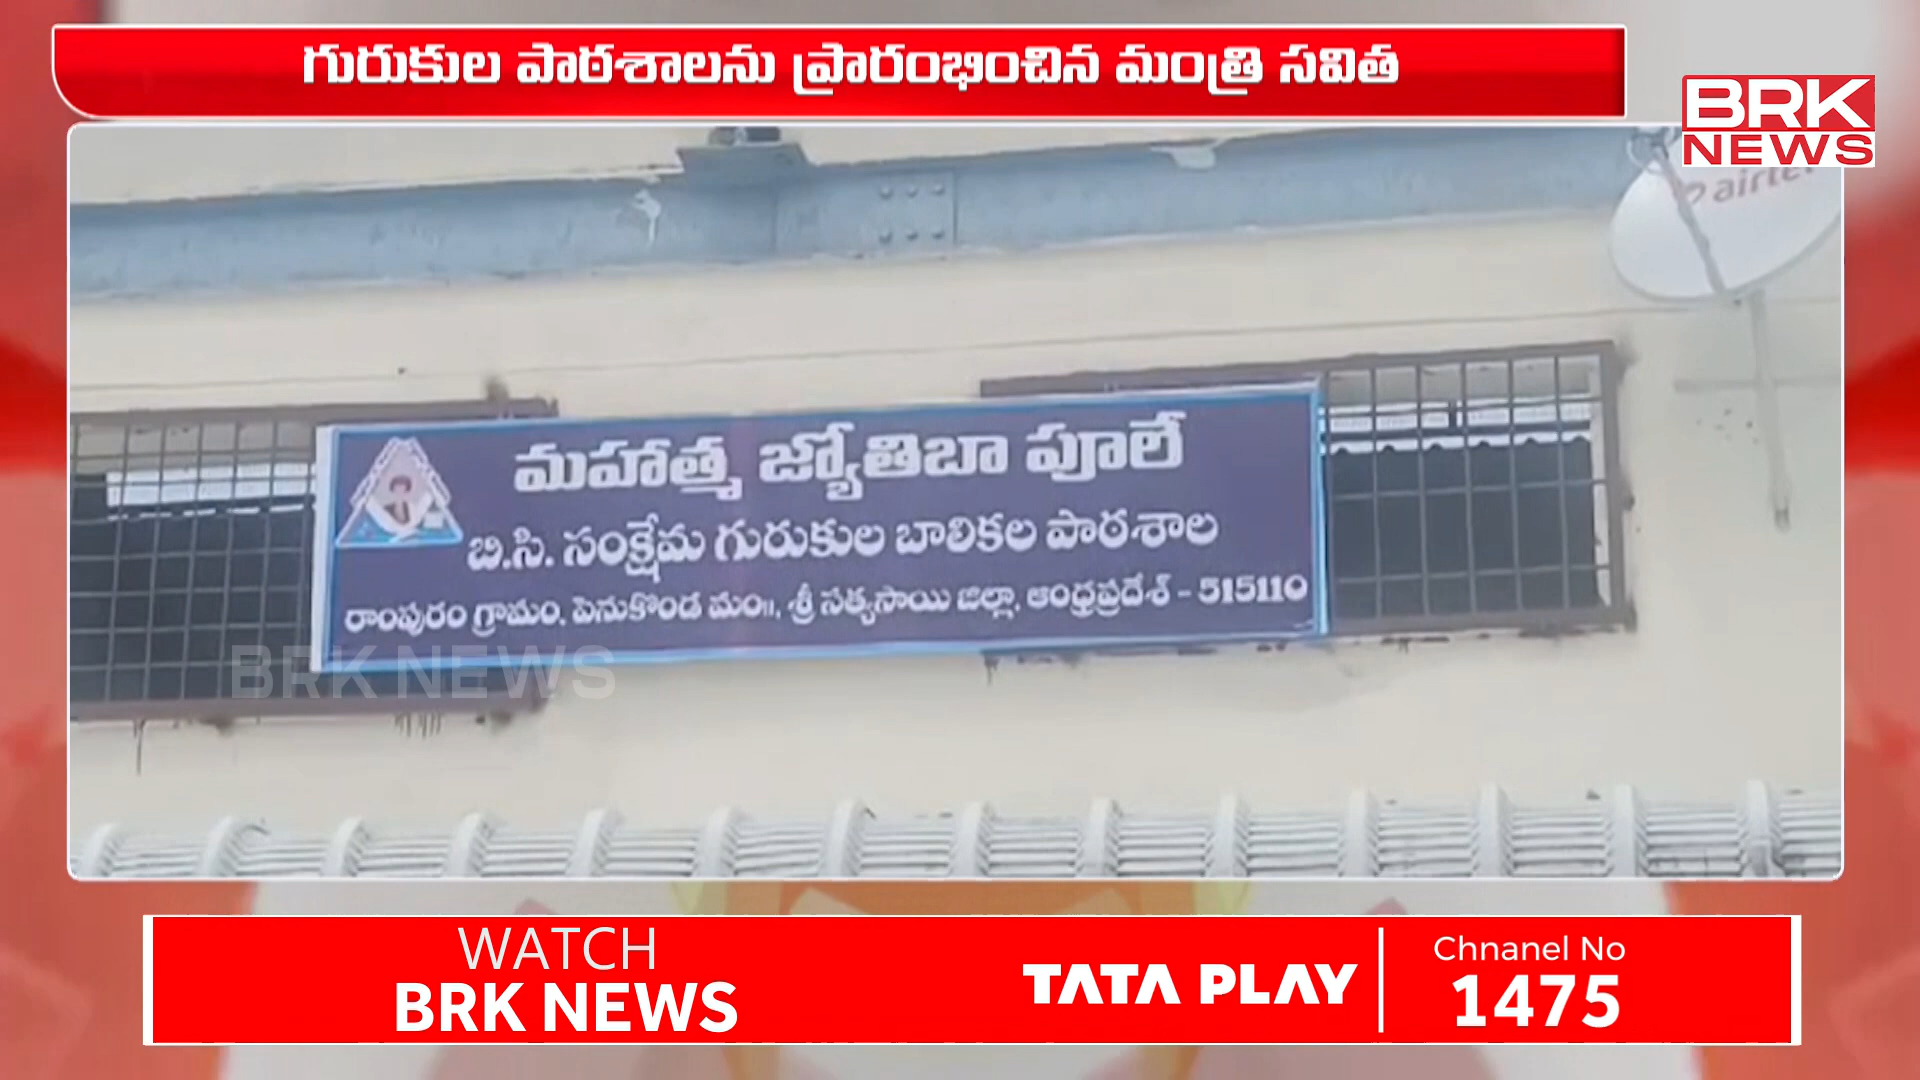 గురుకుల పాఠశాలను ప్రారంభించిన మంత్రి సవిత
BRK
NEWS
airtel
మహాత్మ జ్యోతిబా పూలే
బి.సి. సంక్షేమ గురుకుల బాలికల పాఠశాల
రాంపురం గ్రామం, పెనుకొండ మం॥, శ్రీ సత్యసాయి జిల్లా, ఆంధ్రప్రదేశ్ - 515110
BRK NEWS
WATCH
BRK NEWS
TATA PLAY
Chnanel No
1475